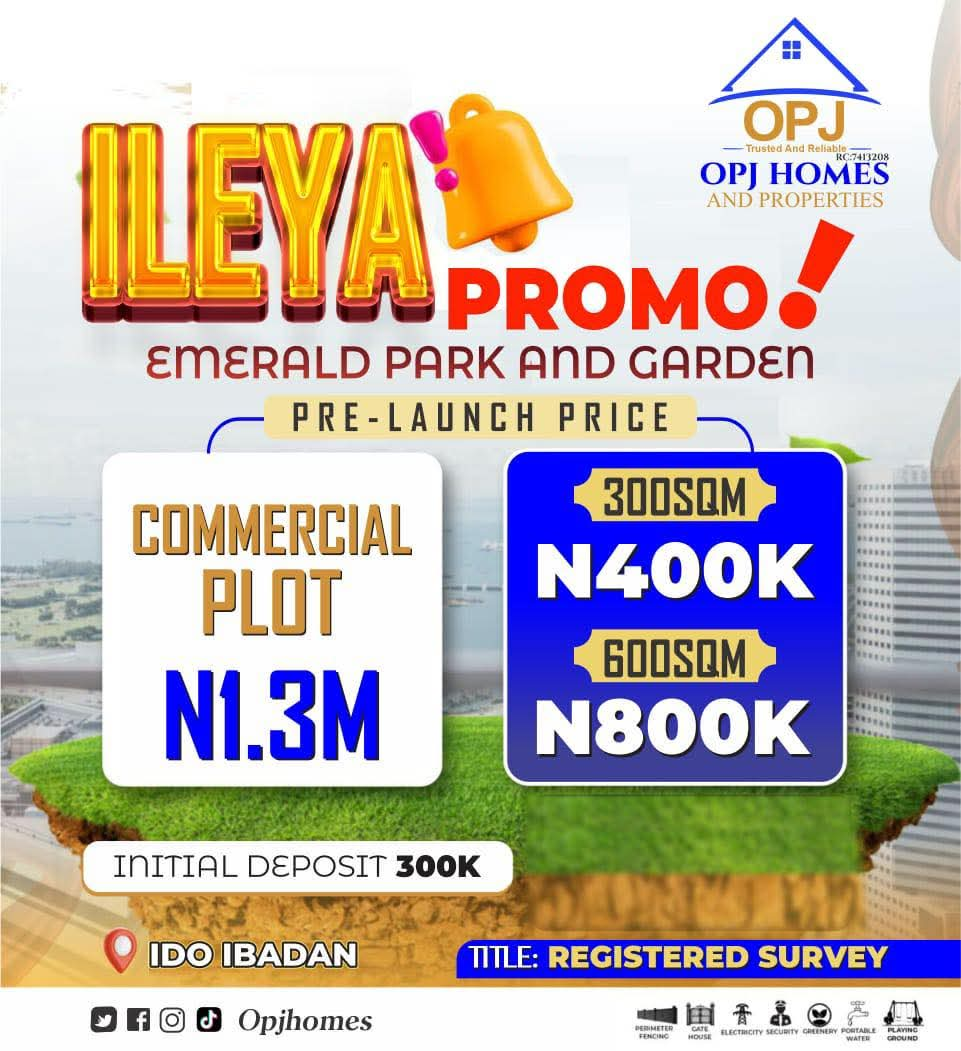 OPJ
Trusted And Reliable
RC:7413208
OPJ HOMES
AND PROPERTIES
ILEYA
PROMO!
EMERALD PARK AND GARDEN
PRE-LAUNCH PRICE
COMMERCIAL
PLOT
N1.3M
300SQM
N400K
600SQM
N800K
INITIAL DEPOSIT 300K
IDO IBADAN
TITLE: REGISTERED SURVEY
Opjhomes
PERIMETER
FENCING
GATE
HOUSE
ELECTRICITY
SECURITY
GREENERY
PORTABLE
WATER
PLAYING
GROUND